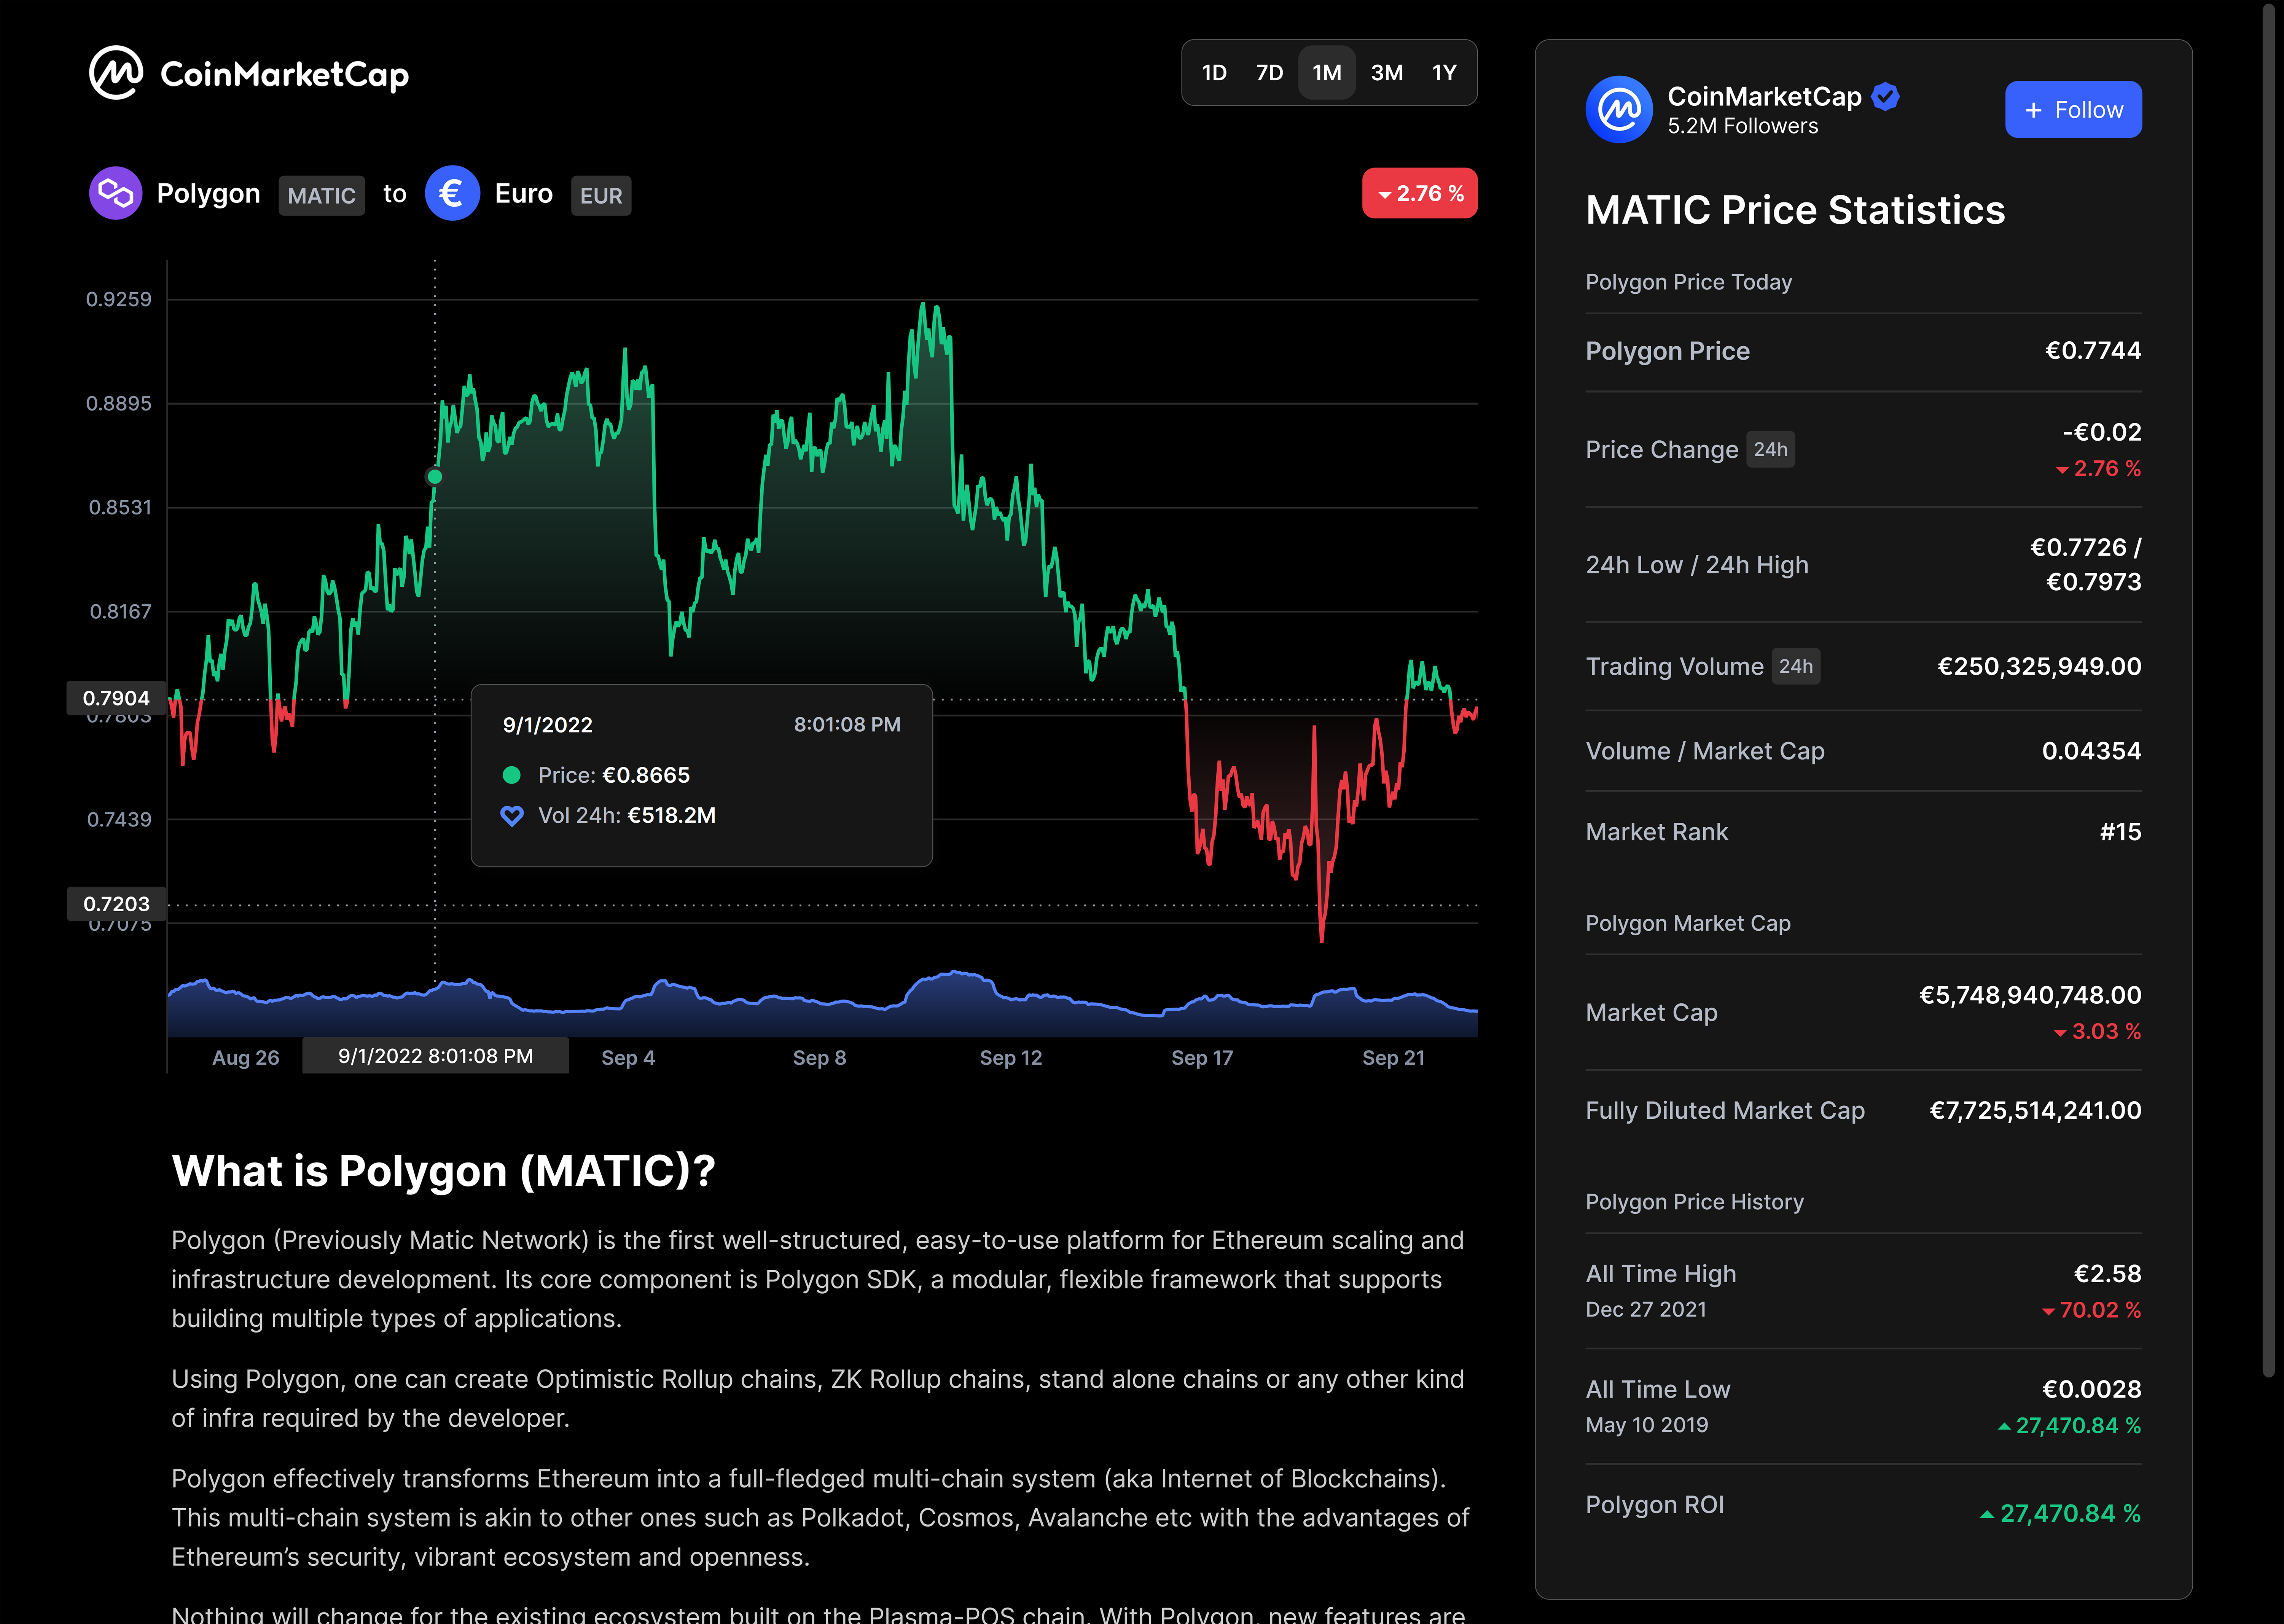 CoinMarketCap
1D 7D 1M 3M 1Y
Polygon MATIC to € Euro EUR
2.76 %
0.9259
0.8895
0.8531
0.8167
0.7904
0.7803
0.7439
0.7203
0.7075
9/1/2022 8:01:08 PM
Price: €0.8665
Vol 24h: €518.2M
Aug 26 9/1/2022 8:01:08 PM Sep 4 Sep 8 Sep 12 Sep 17 Sep 21
What is Polygon (MATIC)?
Polygon (Previously Matic Network) is the first well-structured, easy-to-use platform for Ethereum scaling and
infrastructure development. Its core component is Polygon SDK, a modular, flexible framework that supports
building multiple types of applications.
Using Polygon, one can create Optimistic Rollup chains, ZK Rollup chains, stand alone chains or any other kind
of infra required by the developer.
Polygon effectively transforms Ethereum into a full-fledged multi-chain system (aka Internet of Blockchains).
This multi-chain system is akin to other ones such as Polkadot, Cosmos, Avalanche etc with the advantages of
Ethereum’s security, vibrant ecosystem and openness.
Nothing will change for the existing ecosystem built on the Plasma-POS chain. With Polygon, new features are
CoinMarketCap
5.2M Followers
+ Follow
MATIC Price Statistics
Polygon Price Today
Polygon Price €0.7744
Price Change 24h -€0.02
2.76 %
24h Low / 24h High €0.7726 /
€0.7973
Trading Volume 24h €250,325,949.00
Volume / Market Cap 0.04354
Market Rank #15
Polygon Market Cap
Market Cap €5,748,940,748.00
3.03 %
Fully Diluted Market Cap €7,725,514,241.00
Polygon Price History
All Time High €2.58
Dec 27 2021 70.02 %
All Time Low €0.0028
May 10 2019 27,470.84 %
Polygon ROI 27,470.84 %